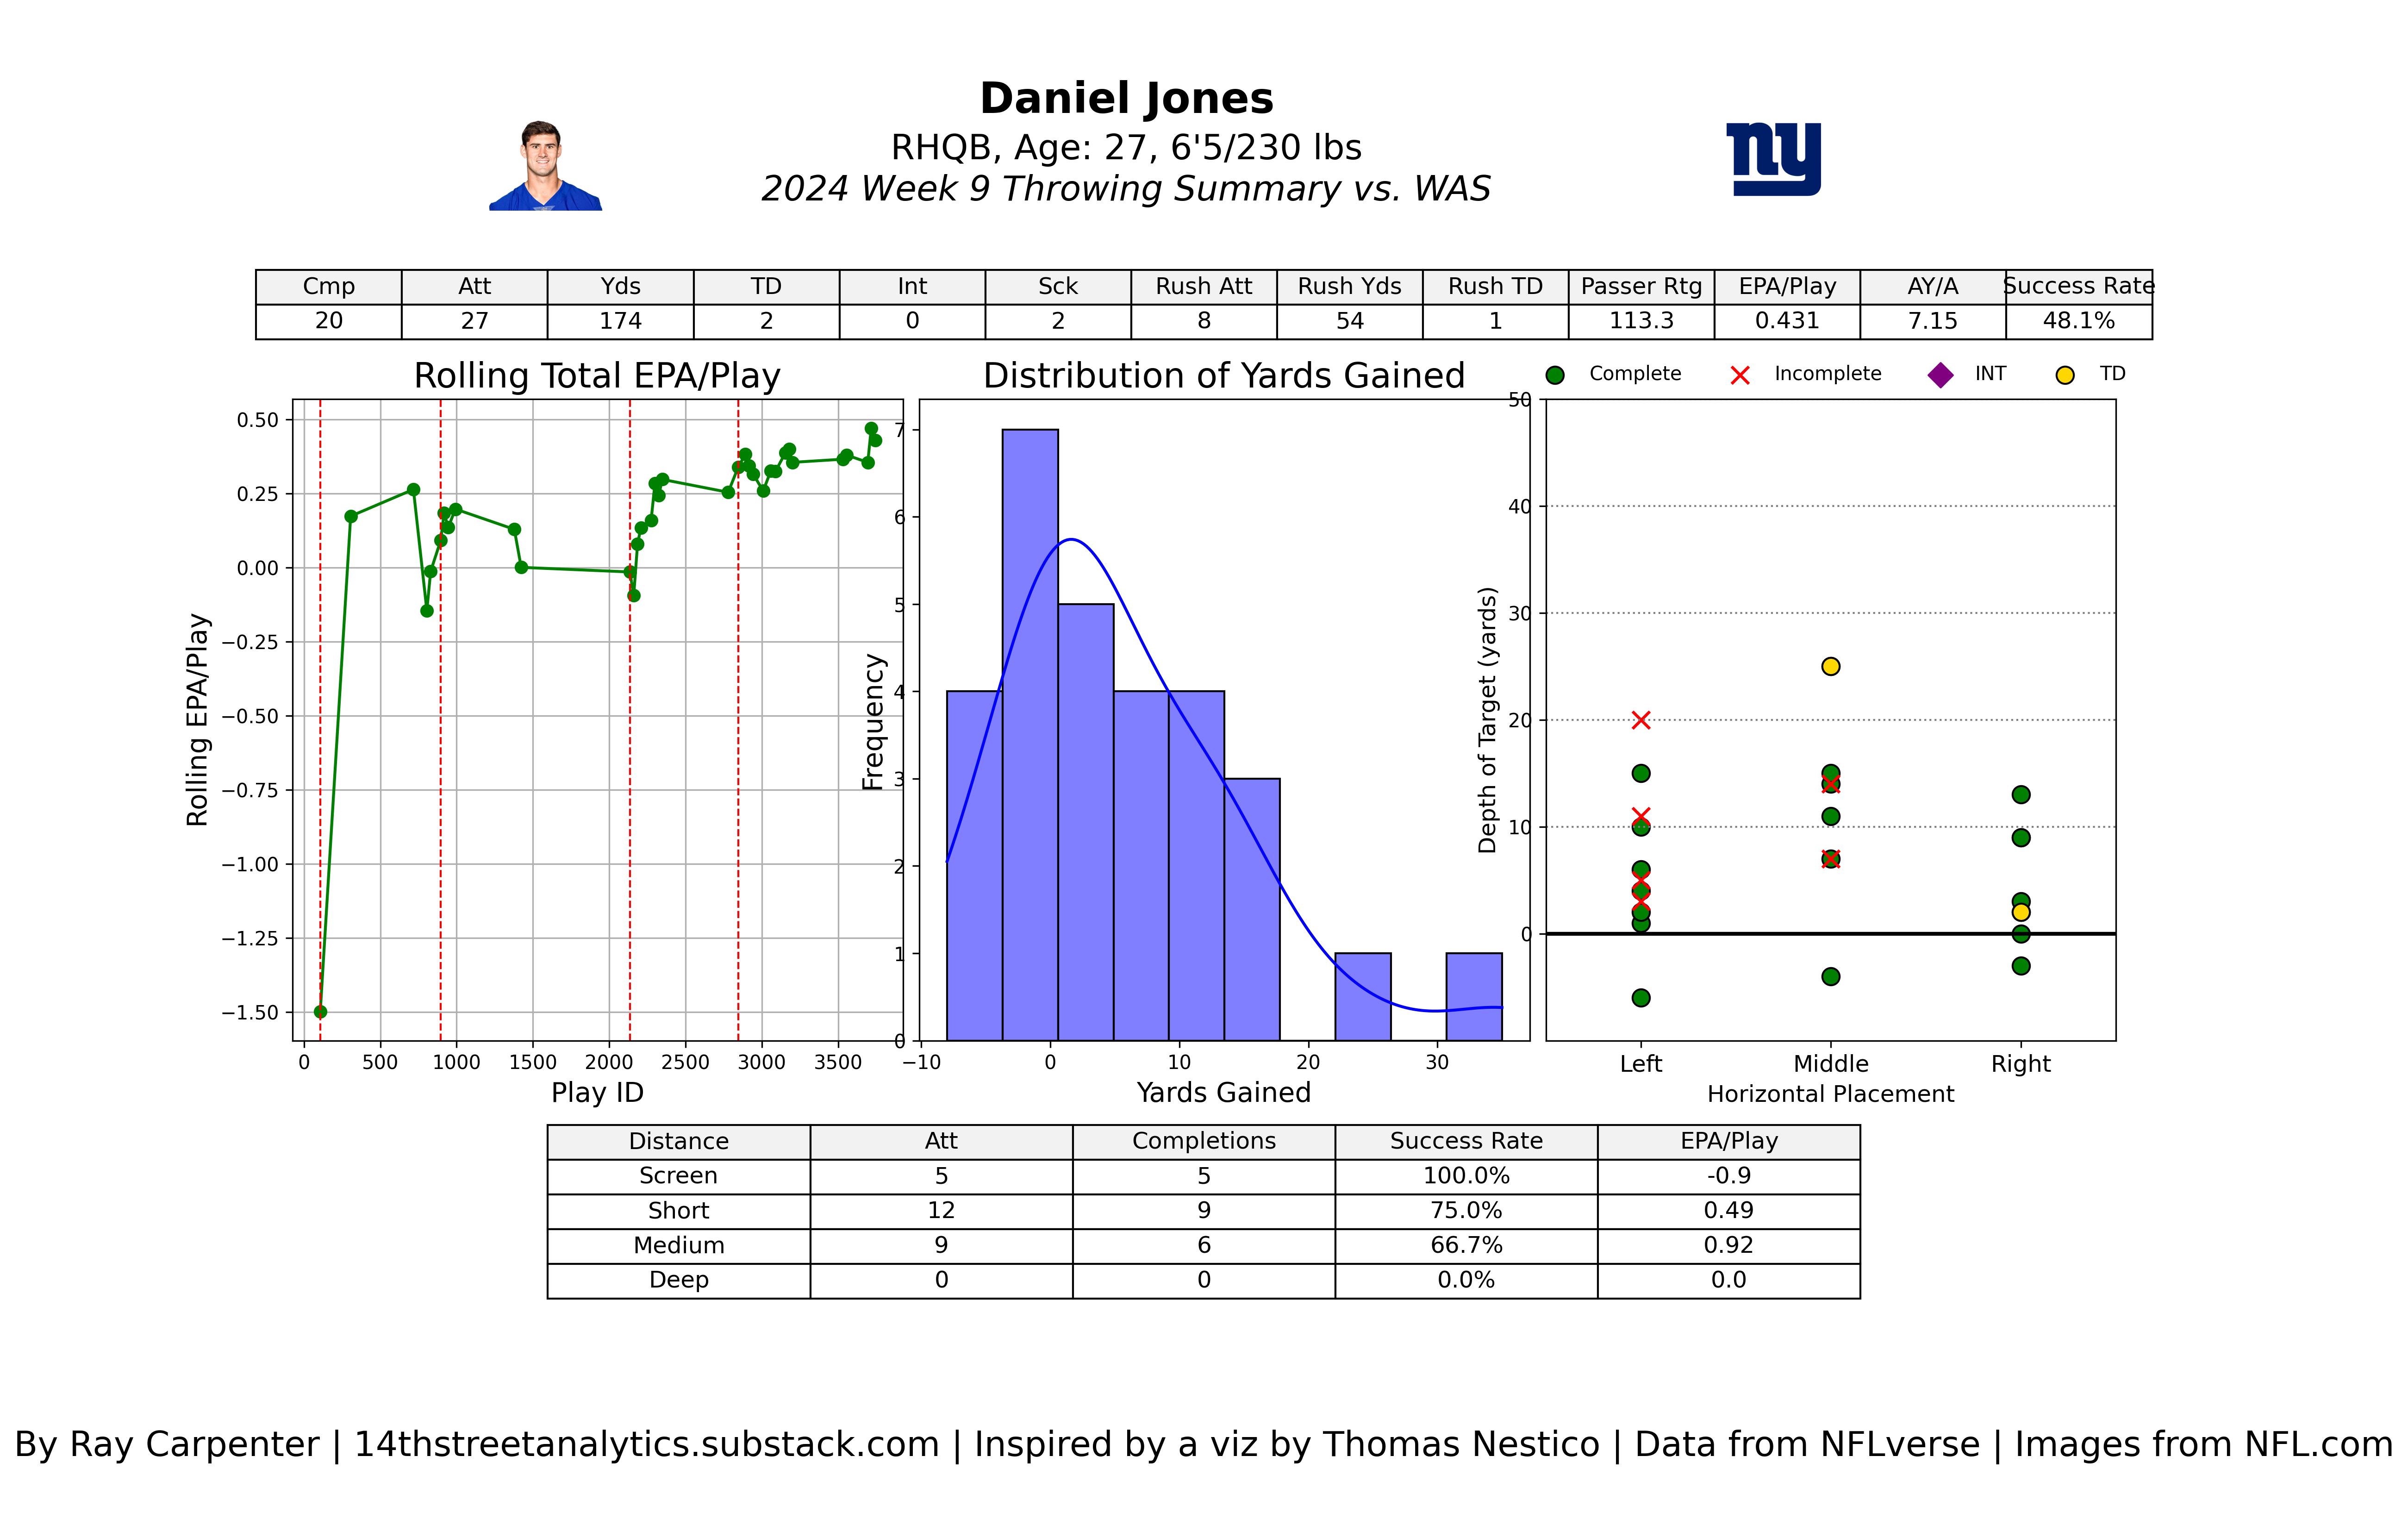 Daniel Jones
RHQB, Age: 27, 6'5/230 lbs
2024 Week 9 Throwing Summary vs. WAS
ny
Cmp Att Yds TD Int Sck Rush Att Rush Yds Rush TD Passer Rtg EPA/Play AY/A Success Rate
20 27 174 2 0 2 8 54 1 113.3 0.431 7.15 48.1%
Rolling Total EPA/Play
0.50
0.25
0.00
−0.25
−0.50
−0.75
−1.00
−1.25
−1.50
Rolling EPA/Play
0 500 1000 1500 2000 2500 3000 3500
Play ID
Distribution of Yards Gained
7
6
5
4
3
2
1
0
Frequency
−10 0 10 20 30
Yards Gained
Complete Incomplete INT TD
50
40
30
20
10
0
Depth of Target (yards)
Left Middle Right
Horizontal Placement
Distance Att Completions Success Rate EPA/Play
Screen 5 5 100.0% -0.9
Short 12 9 75.0% 0.49
Medium 9 6 66.7% 0.92
Deep 0 0 0.0% 0.0
By Ray Carpenter | 14thstreetanalytics.substack.com | Inspired by a viz by Thomas Nestico | Data from NFLverse | Images from NFL.com